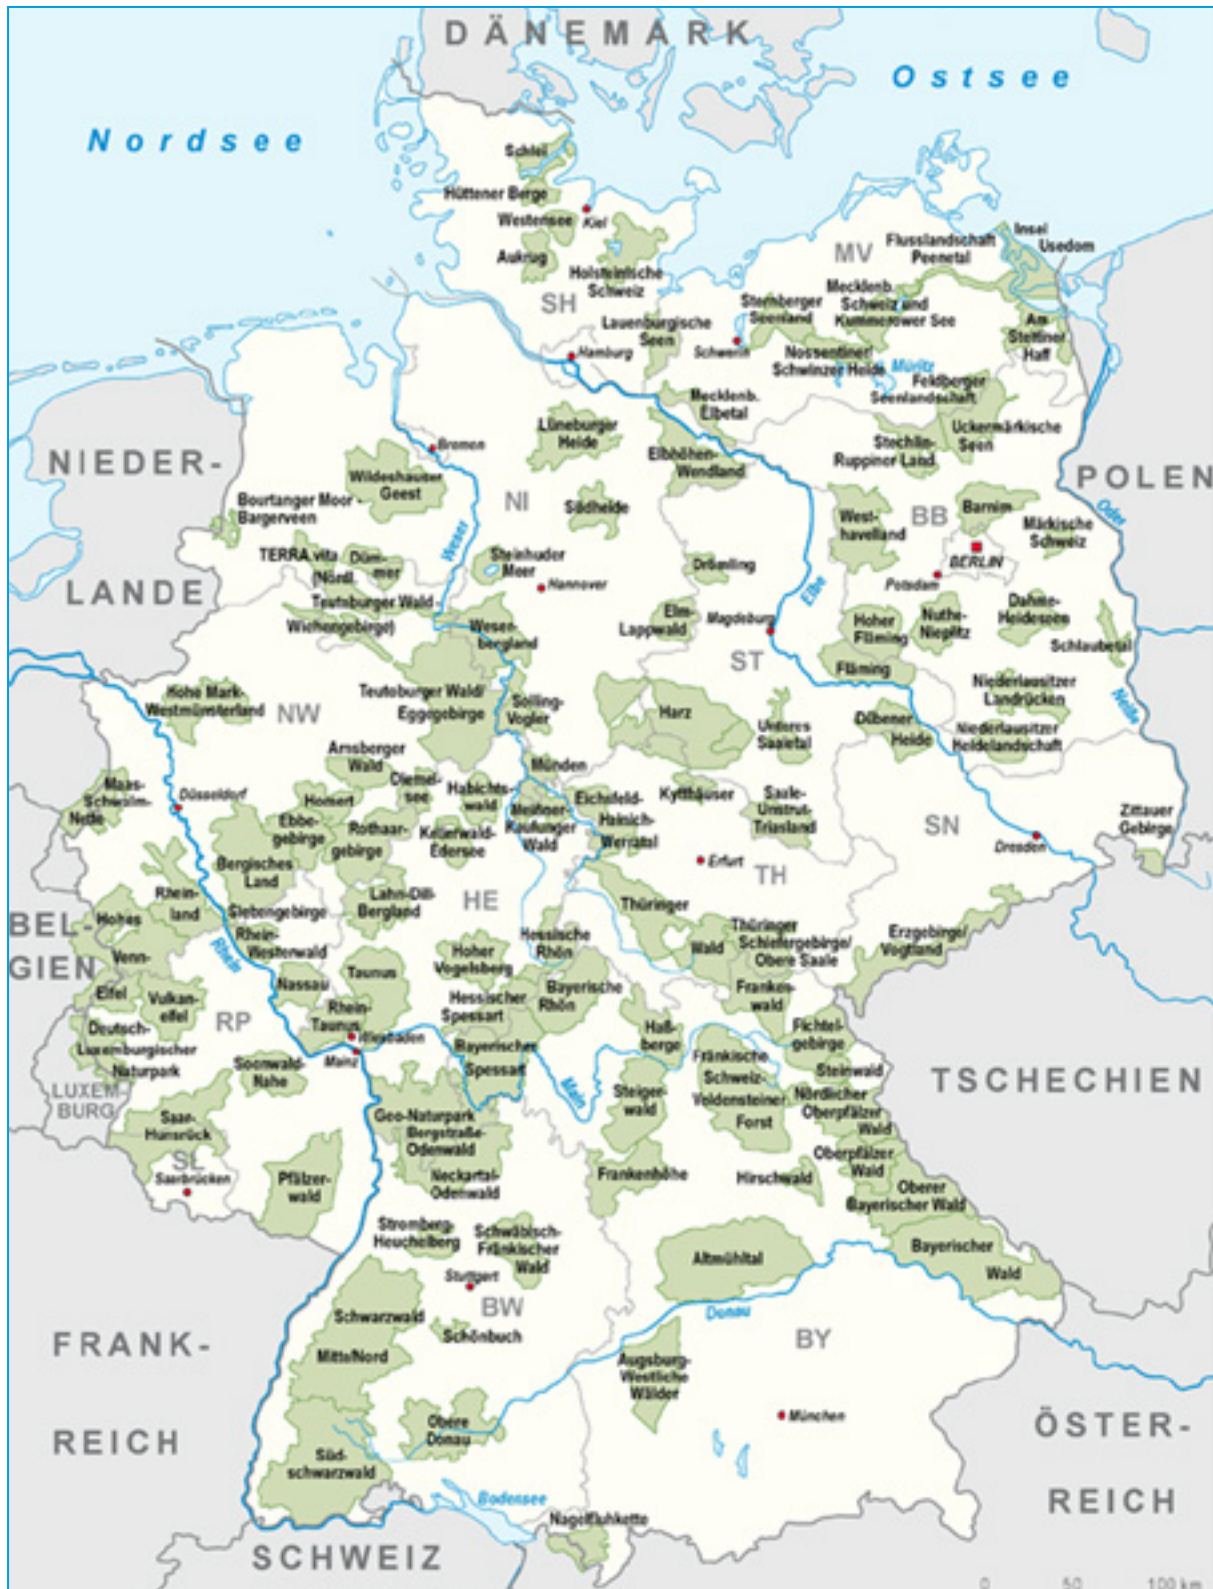 DÄNEMARK
Ostsee
Nordsee
Schlei
Hüttener Berge
Westensee
Kiel
Aukrug
Holsteinische
Schweiz
SH
Insel
Usedom
Flusslandschaft
Peenetal
MV
Mecklenb.
Schweiz und
Kummerower See
Sternberger
Seenland
Am
Stettiner
Haff
Lauenburgische
Seen
Schwerin
Hamburg
Nossentiner/
Schwinzer Heide
Müritz
Feldberger
Seenlandschaft
Mecklenb.
Elbetal
Lüneburger
Heide
Uckermärkische
Seen
Stechlin-
Ruppiner Land
Elbhöhen-
Wendland
Bremen
NIEDER-
LANDE
POLEN
Wildeshauser
Geest
Bourtanger Moor -
Bargerveen
NI
Südheide
Weser
West-
havelland
BB
Barnim
Oder
Märkische
Schweiz
BERLIN
Potsdam
TERRA vita
(Nördl.
Teutoburger Wald -
Wiehengebirge)
Düm-
mer
Steinhuder
Meer
Hannover
Drömling
Elbe
Elm-
Lappwald
Magdeburg
Hoher
Fläming
Nuthe-
Nieplitz
Dahme-
Heideseen
Schlaubetal
Weser-
bergland
ST
Fläming
Niederlausitzer
Landrücken
Neiße
Hohe Mark-
Westmünsterland
NW
Teutoburger Wald/
Eggegebirge
Solling-
Vogler
Harz
Unteres
Saaletal
Dübener
Heide
Niederlausitzer
Heidelandschaft
Arnsberger
Wald
Münden
Maas-
Schwalm-
Nette
Düsseldorf
Homert
Diemel-
see
Habichts-
wald
Meißner-
Kaufunger
Wald
Eichsfeld-
Hainich-
Werratal
Kyffhäuser
Saale-
Unstrut-
Triasland
SN
Zittauer
Gebirge
Dresden
Ebbe-
gebirge
Rothaar-
gebirge
Kellerwald-
Edersee
Bergisches
Land
Erfurt
TH
Rhein-
land
Siebengebirge
Lahn-Dill-
Bergland
HE
Thüringer
Wald
Thüringer
Schiefergebirge/
Obere Saale
Erzgebirge/
Vogtland
BEL-
GIEN
Hohes
Venn-
Eifel
Rhein
Rhein-
Westerwald
Hessische
Rhön
Hoher
Vogelsberg
Taunus
Nassau
Vulkan-
eifel
Hessischer
Spessart
Bayerische
Rhön
Franken-
wald
RP
Rhein-
Taunus
Wiesbaden
Mainz
Deutsch-
Luxemburgischer
Naturpark
Haß-
berge
Fichtel-
gebirge
Bayerischer
Spessart
Main
Fränkische
Schweiz-
Veldensteiner
Forst
Steinwald
TSCHECHIEN
LUXEM-
BURG
Soonwald-
Nahe
Steiger-
wald
Nördlicher
Oberpfälzer
Wald
Saar-
Hunsrück
Geo-Naturpark
Bergstraße-
Odenwald
SL
Saarbrücken
Pfälzer-
wald
Neckartal-
Odenwald
Frankenhöhe
Hirschwald
Oberpfälzer
Wald
Oberer
Bayerischer Wald
Stromberg-
Heuchelberg
Schwäbisch-
Fränkischer
Wald
Altmühltal
Bayerischer
Wald
Stuttgart
BW
Schwarzwald
Mitte/Nord
Schönbuch
Donau
BY
FRANK-
REICH
Augsburg-
Westliche
Wälder
München
ÖSTER-
REICH
Obere
Donau
Süd-
schwarzwald
Bodensee
Nagelfluhkette
SCHWEIZ
0 50 100 km